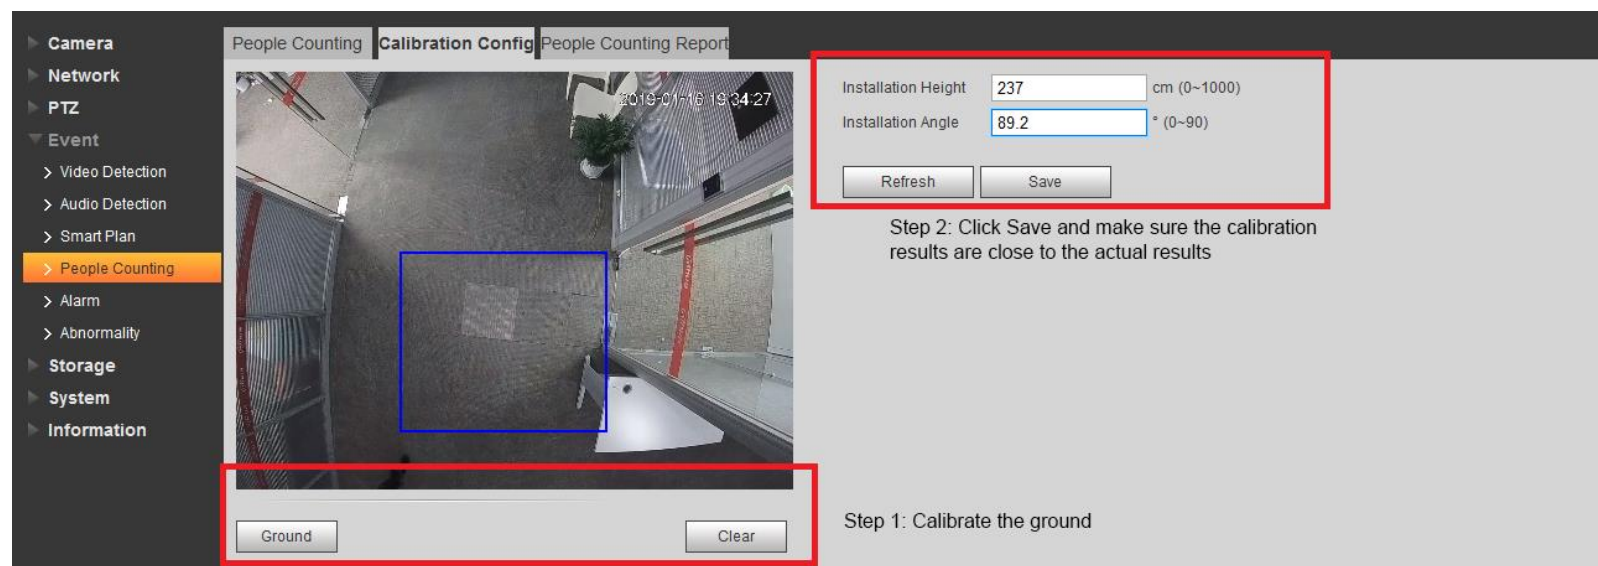 Camera
Network
PTZ
Event
Video Detection
Audio Detection
Smart Plan
People Counting
Alarm
Abnormality
Storage
System
Information
People Counting Calibration Config People Counting Report
2019-01-16 19:34:27
Ground Clear
Installation Height 237 cm (0~1000)
Installation Angle 89.2 ° (0~90)
Refresh Save
Step 2: Click Save and make sure the calibration
results are close to the actual results
Step 1: Calibrate the ground